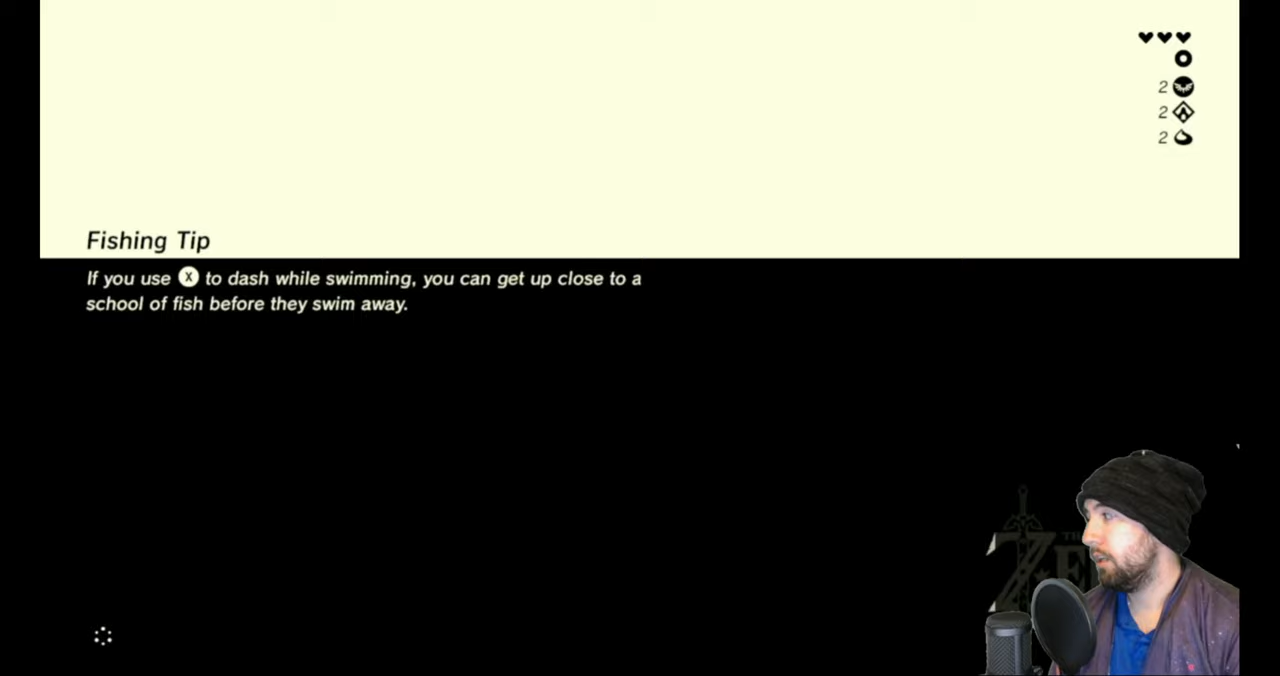 2
2
2
Fishing Tip
If you use X to dash while swimming, you can get up close to a
school of fish before they swim away.